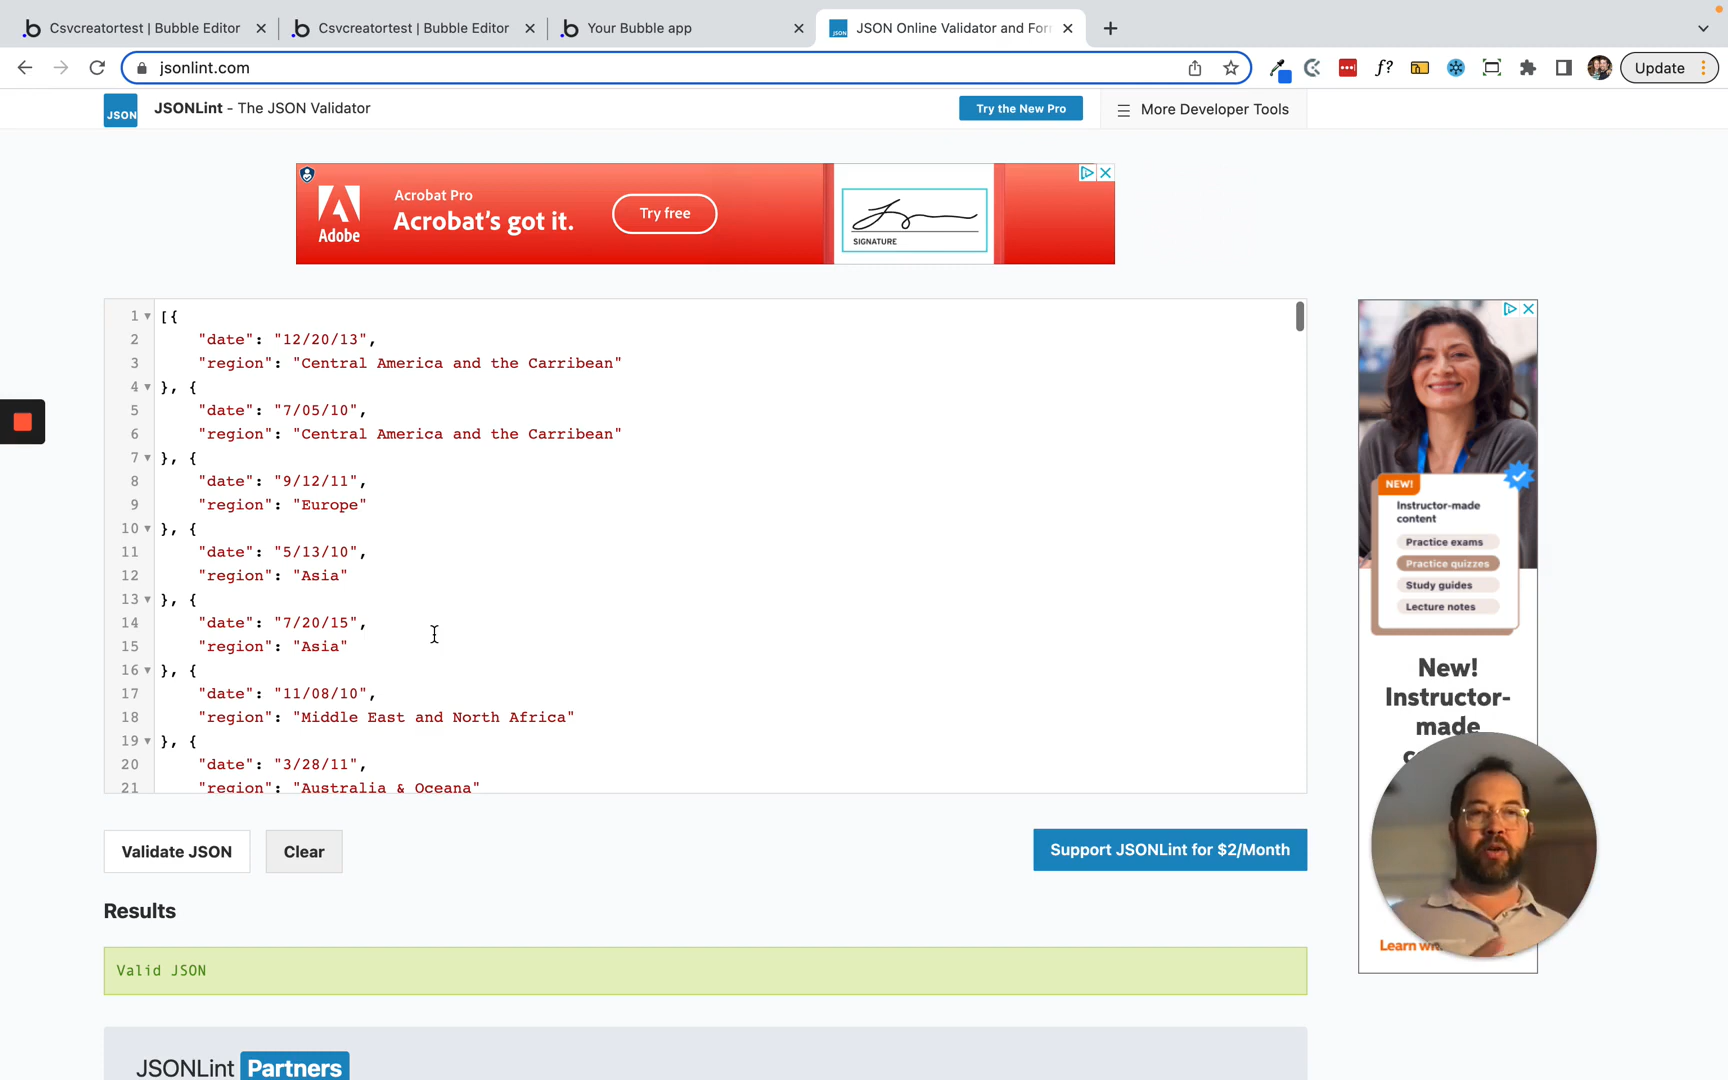 Csvcreatortest | Bubble Editor
Csvcreatortest | Bubble Editor
Your Bubble app
JSON Online Validator and For
jsonlint.com
f?
Update
JSON
JSONLint - The JSON Validator
Try the New Pro
More Developer Tools
Adobe
Acrobat Pro
Acrobat's got it.
Try free
SIGNATURE
1 [{
2 "date": "12/20/13",
3 "region": "Central America and the Carribean"
4 }, {
5 "date": "7/05/10",
6 "region": "Central America and the Carribean"
7 }, {
8 "date": "9/12/11",
9 "region": "Europe"
10 }, {
11 "date": "5/13/10",
12 "region": "Asia"
13 }, {
14 "date": "7/20/15",
15 "region": "Asia"
16 }, {
17 "date": "11/08/10",
18 "region": "Middle East and North Africa"
19 }, {
20 "date": "3/28/11",
21 "region": "Australia & Oceana"
NEW!
Instructor-made
content
Practice exams
Practice quizzes
Study guides
Lecture notes
New!
Instructor-
made
Learn
Validate JSON
Clear
Support JSONLint for $2/Month
Results
Valid JSON
JSONLint Partners